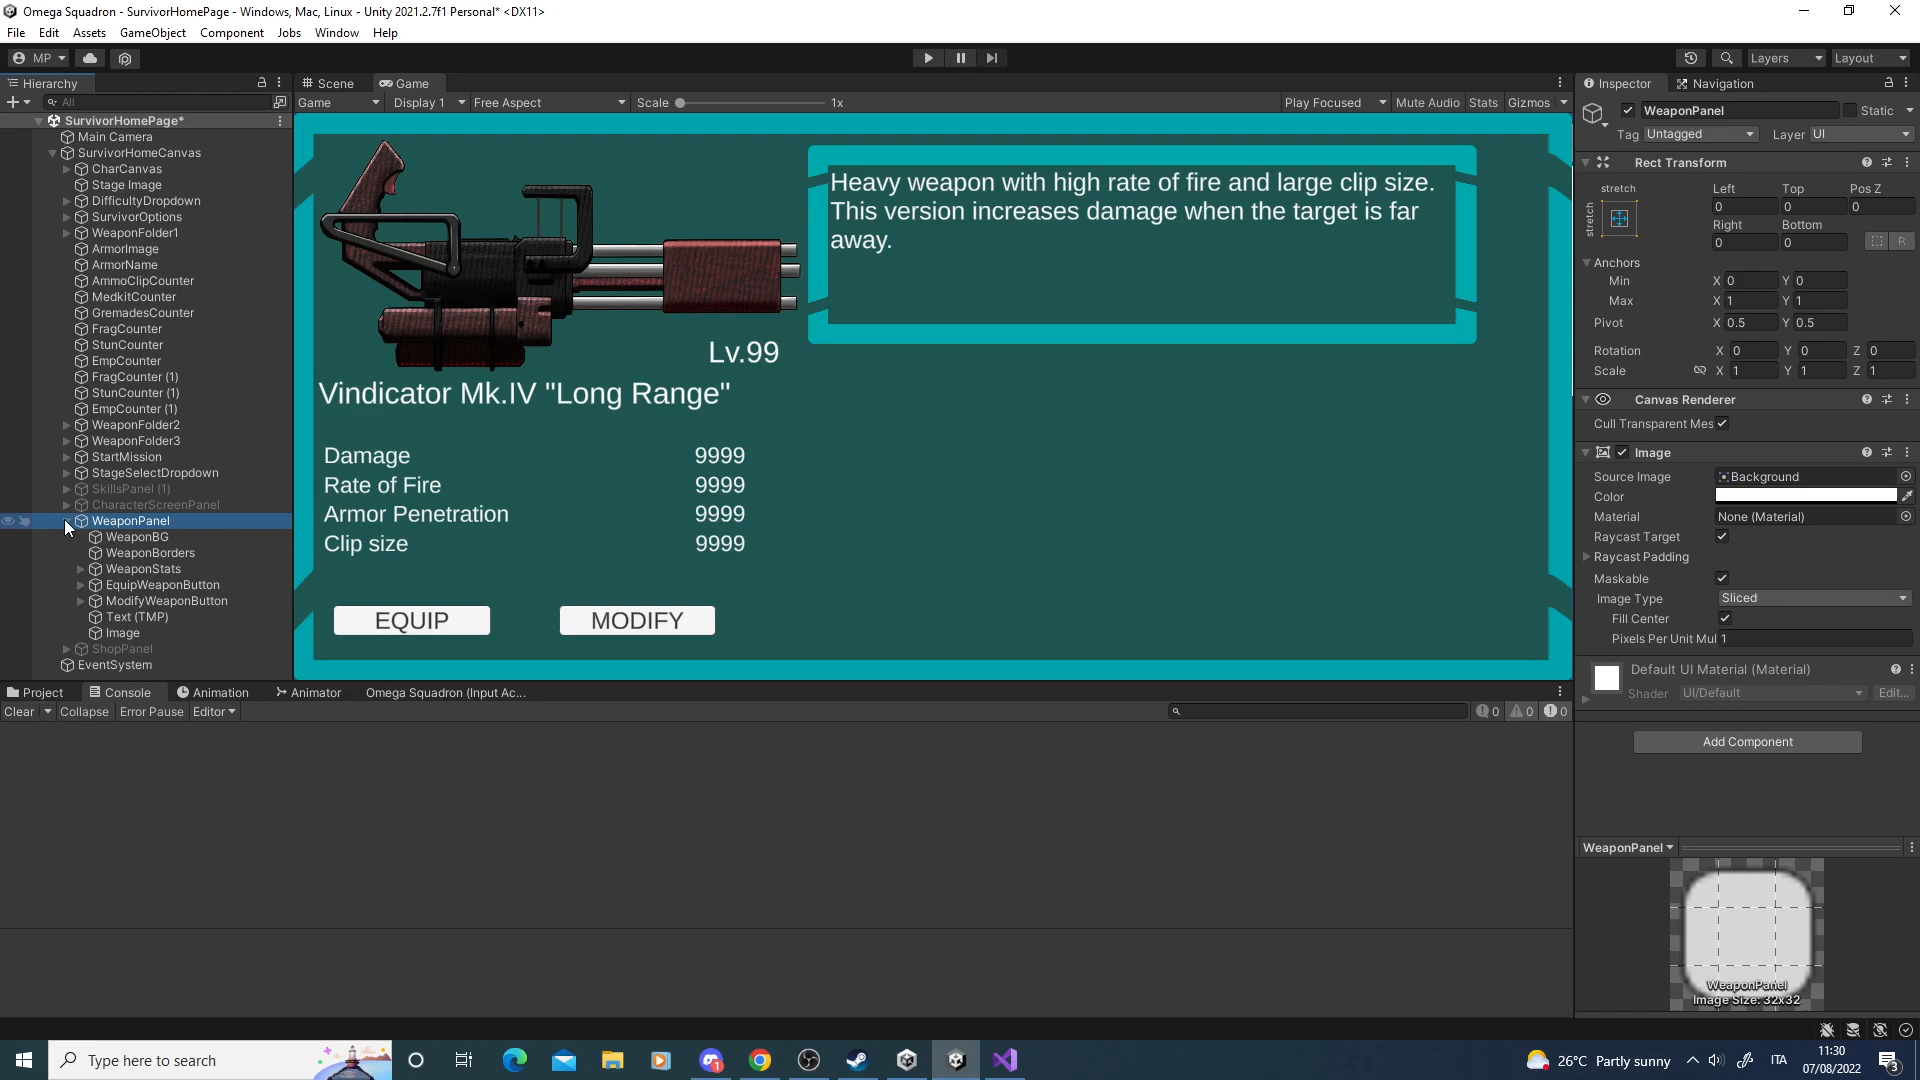 Omega Squadron - SurvivorHomePage - Windows, Mac, Linux - Unity 2021.2.7f1 Personal* <DX11>
File Edit Assets GameObject Component Jobs Window Help
MP Layers Layout
Hierarchy
All
SurvivorHomePage*
Main Camera
SurvivorHomeCanvas
CharCanvas
Stage Image
DifficultyDropdown
SurvivorOptions
WeaponFolder1
ArmorImage
ArmorName
AmmoClipCounter
MedkitCounter
GremadesCounter
FragCounter
StunCounter
EmpCounter
FragCounter (1)
StunCounter (1)
EmpCounter (1)
WeaponFolder2
WeaponFolder3
StartMission
StageSelectDropdown
SkillsPanel (1)
CharacterScreenPanel
WeaponPanel
WeaponBG
WeaponBorders
WeaponStats
EquipWeaponButton
ModifyWeaponButton
Text (TMP)
Image
ShopPanel
EventSystem
Scene Game
Game Display 1 Free Aspect Scale 1x Play Focused Mute Audio Stats Gizmos
Heavy weapon with high rate of fire and large clip size.
This version increases damage when the target is far
away.
Lv.99
Vindicator Mk.IV "Long Range"
Damage 9999
Rate of Fire 9999
Armor Penetration 9999
Clip size 9999
EQUIP MODIFY
Inspector Navigation
WeaponPanel Static
Tag Untagged Layer UI
Rect Transform
stretch Left Top Pos Z
stretch 0 0 0
Right Bottom
0 0 R
Anchors
Min X 0 Y 0
Max X 1 Y 1
Pivot X 0.5 Y 0.5
Rotation X 0 Y 0 Z 0
Scale X 1 Y 1 Z 1
Canvas Renderer
Cull Transparent Mes
Image
Source Image Background
Color
Material None (Material)
Raycast Target
Raycast Padding
Maskable
Image Type Sliced
Fill Center
Pixels Per Unit Mul 1
Default UI Material (Material)
Shader UI/Default Edit...
Add Component
WeaponPanel
WeaponPanel
Image Size: 32x32
Project Console Animation Animator Omega Squadron (Input Ac...
Clear Collapse Error Pause Editor 0 0 0
Type here to search
1
26°C Partly sunny ITA
11:30
07/08/2022
3